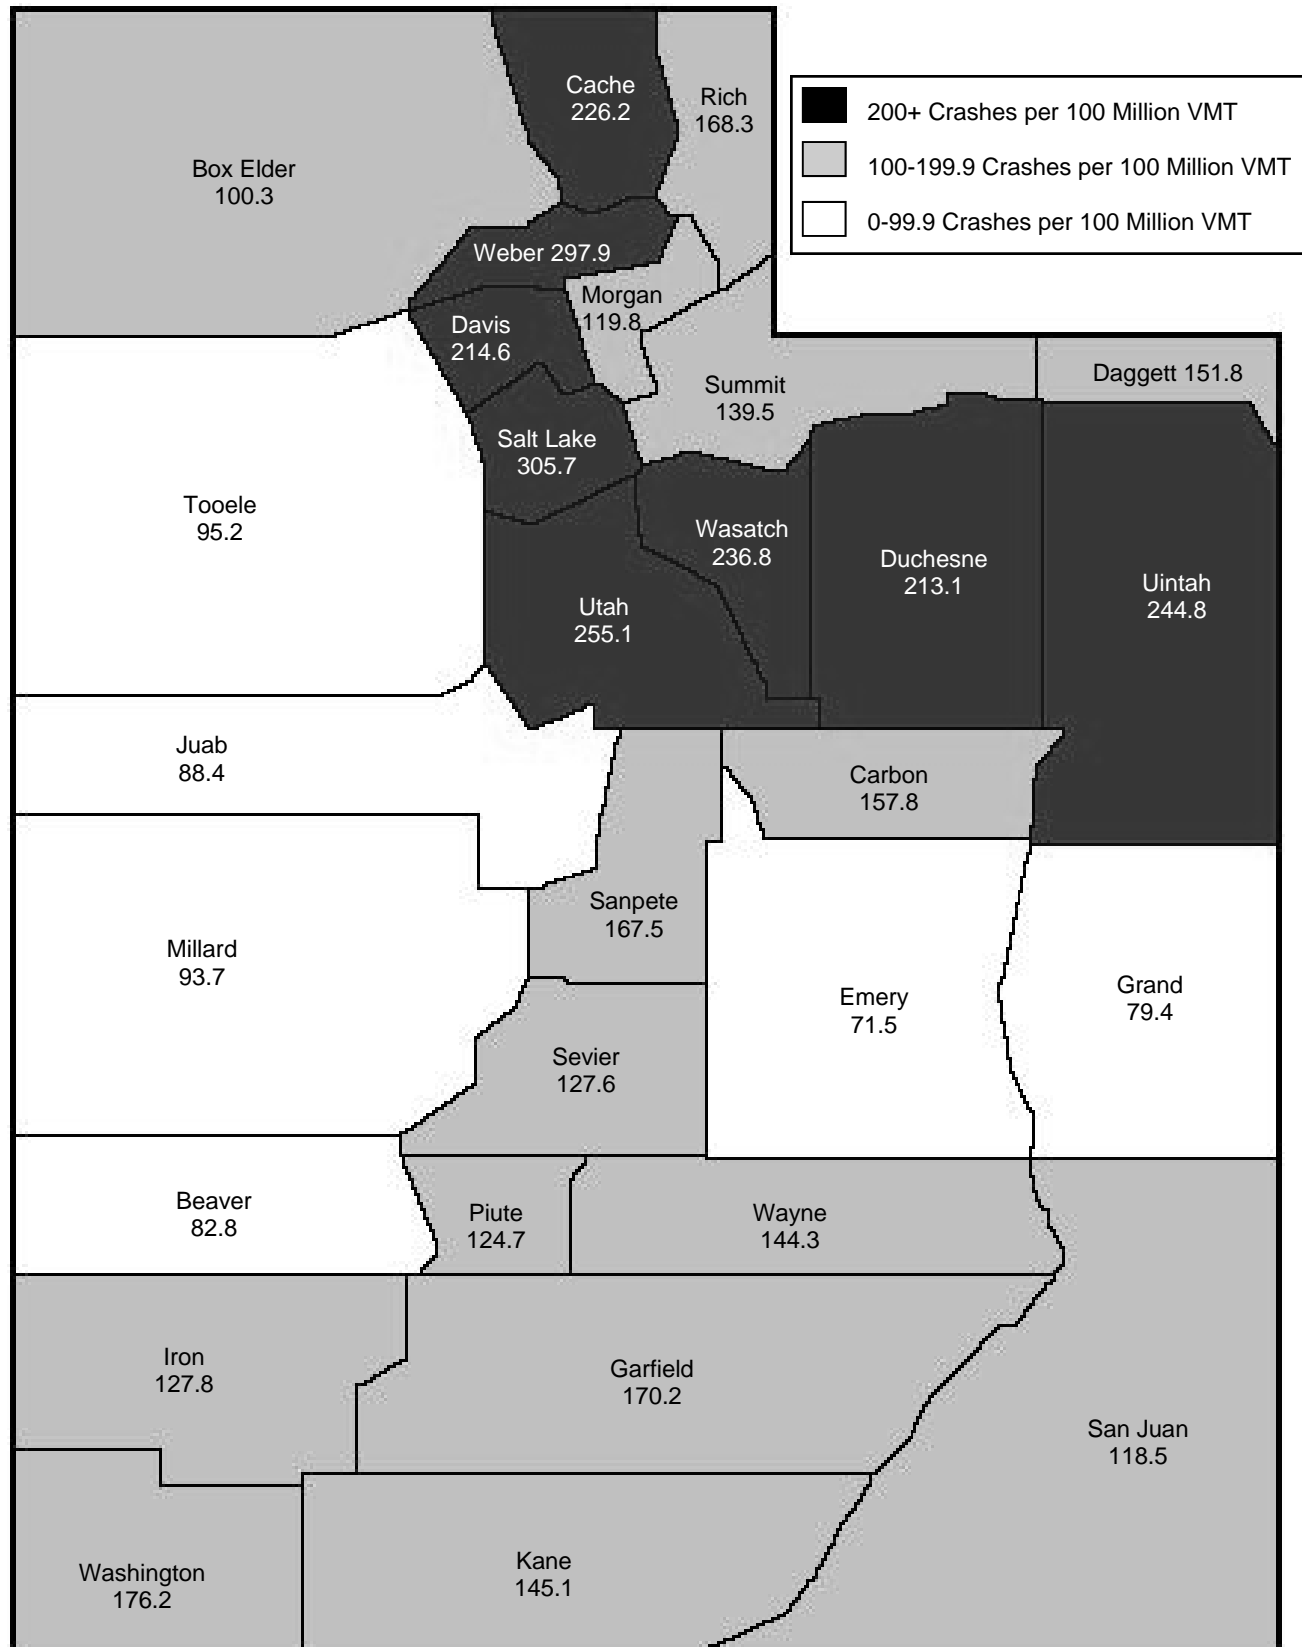 Cache
226.2
Rich
168.3
200+ Crashes per 100 Million VMT
100-199.9 Crashes per 100 Million VMT
0-99.9 Crashes per 100 Million VMT
Box Elder
100.3
Weber 297.9
Morgan
119.8
Davis
214.6
Summit
139.5
Daggett 151.8
Salt Lake
305.7
Tooele
95.2
Wasatch
236.8
Duchesne
213.1
Uintah
244.8
Utah
255.1
Juab
88.4
Carbon
157.8
Sanpete
167.5
Millard
93.7
Emery
71.5
Grand
79.4
Sevier
127.6
Beaver
82.8
Piute
124.7
Wayne
144.3
Iron
127.8
Garfield
170.2
San Juan
118.5
Washington
176.2
Kane
145.1